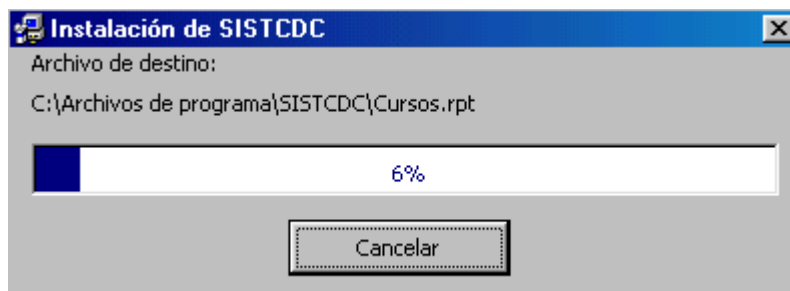 Instalación de SISTCDC
Archivo de destino:
C:\Archivos de programa\SISTCDC\Cursos.rpt
6%
Cancelar